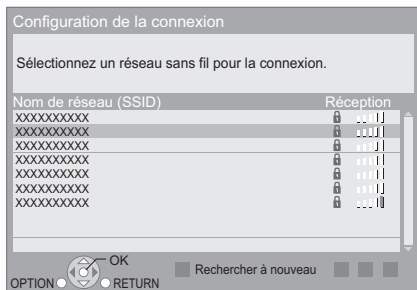 Configuration de la connexion
Sélectionnez un réseau sans fil pour la connexion.
Nom de réseau (SSID) Réception
XXXXXXXXXX
XXXXXXXXXX
XXXXXXXXXX
XXXXXXXXXX
XXXXXXXXXX
XXXXXXXXXX
XXXXXXXXXX
OK
OPTION RETURN Rechercher à nouveau